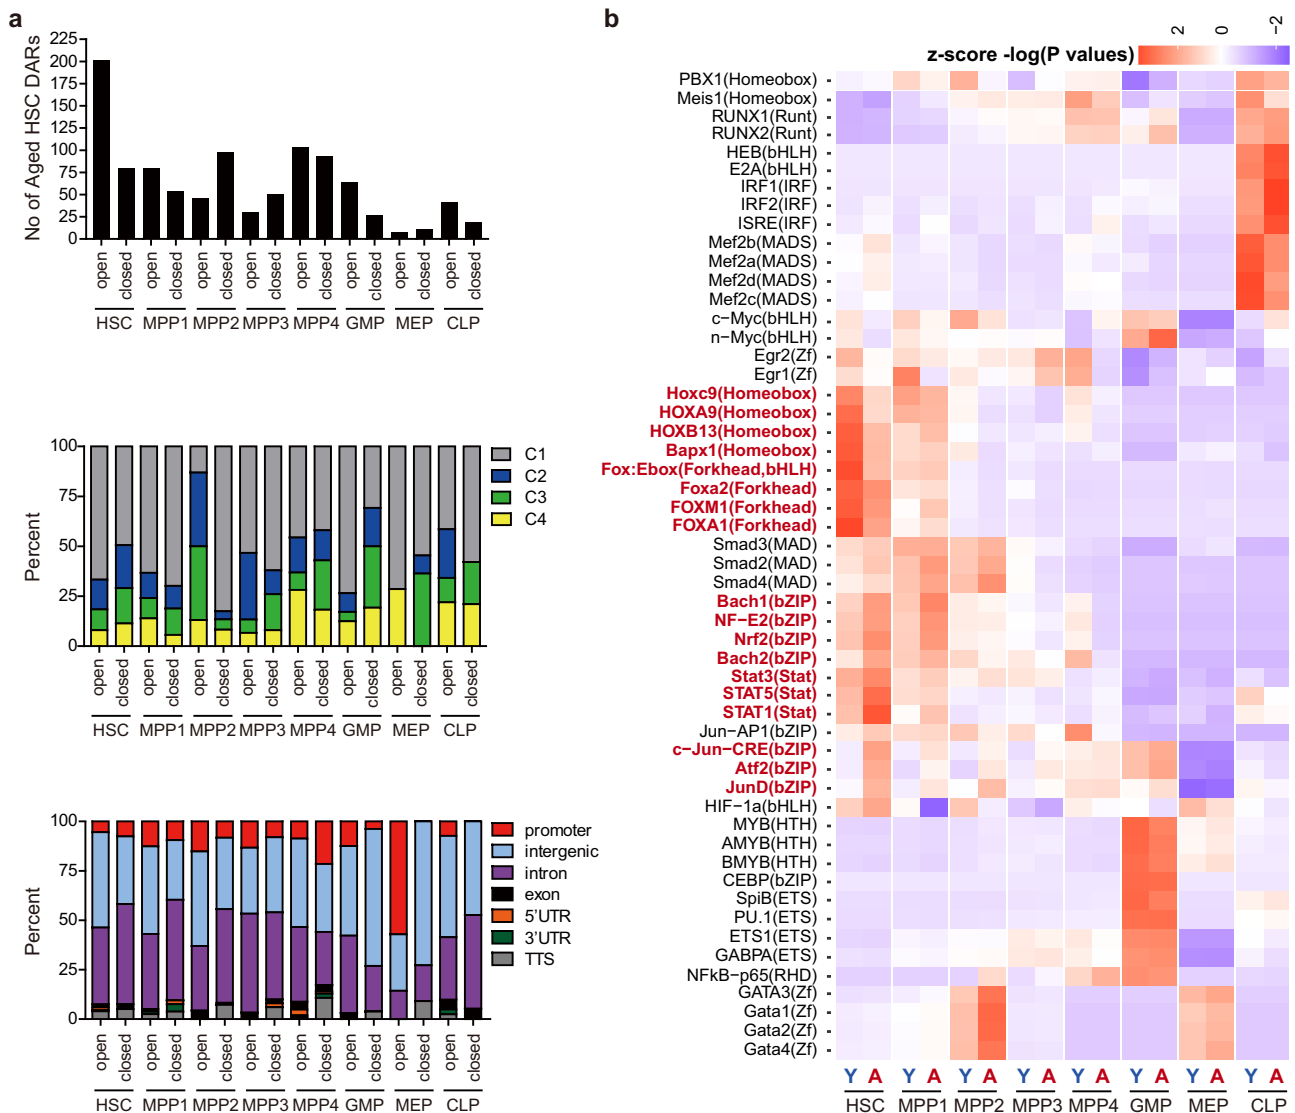 a
225
200
175
150
125
100
75
50
25
0
No of Aged HSC DARs
open closed open closed open closed open closed open closed open closed open closed open closed
HSC MPP1 MPP2 MPP3 MPP4 GMP MEP CLP
100
75
50
25
0
Percent
C1
C2
C3
C4
open closed open closed open closed open closed open closed open closed open closed open closed
HSC MPP1 MPP2 MPP3 MPP4 GMP MEP CLP
100
75
50
25
0
Percent
promoter
intergenic
intron
exon
5'UTR
3'UTR
TTS
open closed open closed open closed open closed open closed open closed open closed open closed
HSC MPP1 MPP2 MPP3 MPP4 GMP MEP CLP
b
z-score -log(P values)
2 0 −2
PBX1(Homeobox)
Meis1(Homeobox)
RUNX1(Runt)
RUNX2(Runt)
HEB(bHLH)
E2A(bHLH)
IRF1(IRF)
IRF2(IRF)
ISRE(IRF)
Mef2b(MADS)
Mef2a(MADS)
Mef2d(MADS)
Mef2c(MADS)
c−Myc(bHLH)
n−Myc(bHLH)
Egr2(Zf)
Egr1(Zf)
Hoxc9(Homeobox)
HOXA9(Homeobox)
HOXB13(Homeobox)
Bapx1(Homeobox)
Fox:Ebox(Forkhead,bHLH)
Foxa2(Forkhead)
FOXM1(Forkhead)
FOXA1(Forkhead)
Smad3(MAD)
Smad2(MAD)
Smad4(MAD)
Bach1(bZIP)
NF−E2(bZIP)
Nrf2(bZIP)
Bach2(bZIP)
Stat3(Stat)
STAT5(Stat)
STAT1(Stat)
Jun−AP1(bZIP)
c−Jun−CRE(bZIP)
Atf2(bZIP)
JunD(bZIP)
HIF−1a(bHLH)
MYB(HTH)
AMYB(HTH)
BMYB(HTH)
CEBP(bZIP)
SpiB(ETS)
PU.1(ETS)
ETS1(ETS)
GABPA(ETS)
NFkB−p65(RHD)
GATA3(Zf)
Gata1(Zf)
Gata2(Zf)
Gata4(Zf)
Y A Y A Y A Y A Y A Y A Y A Y A
HSC MPP1 MPP2 MPP3 MPP4 GMP MEP CLP